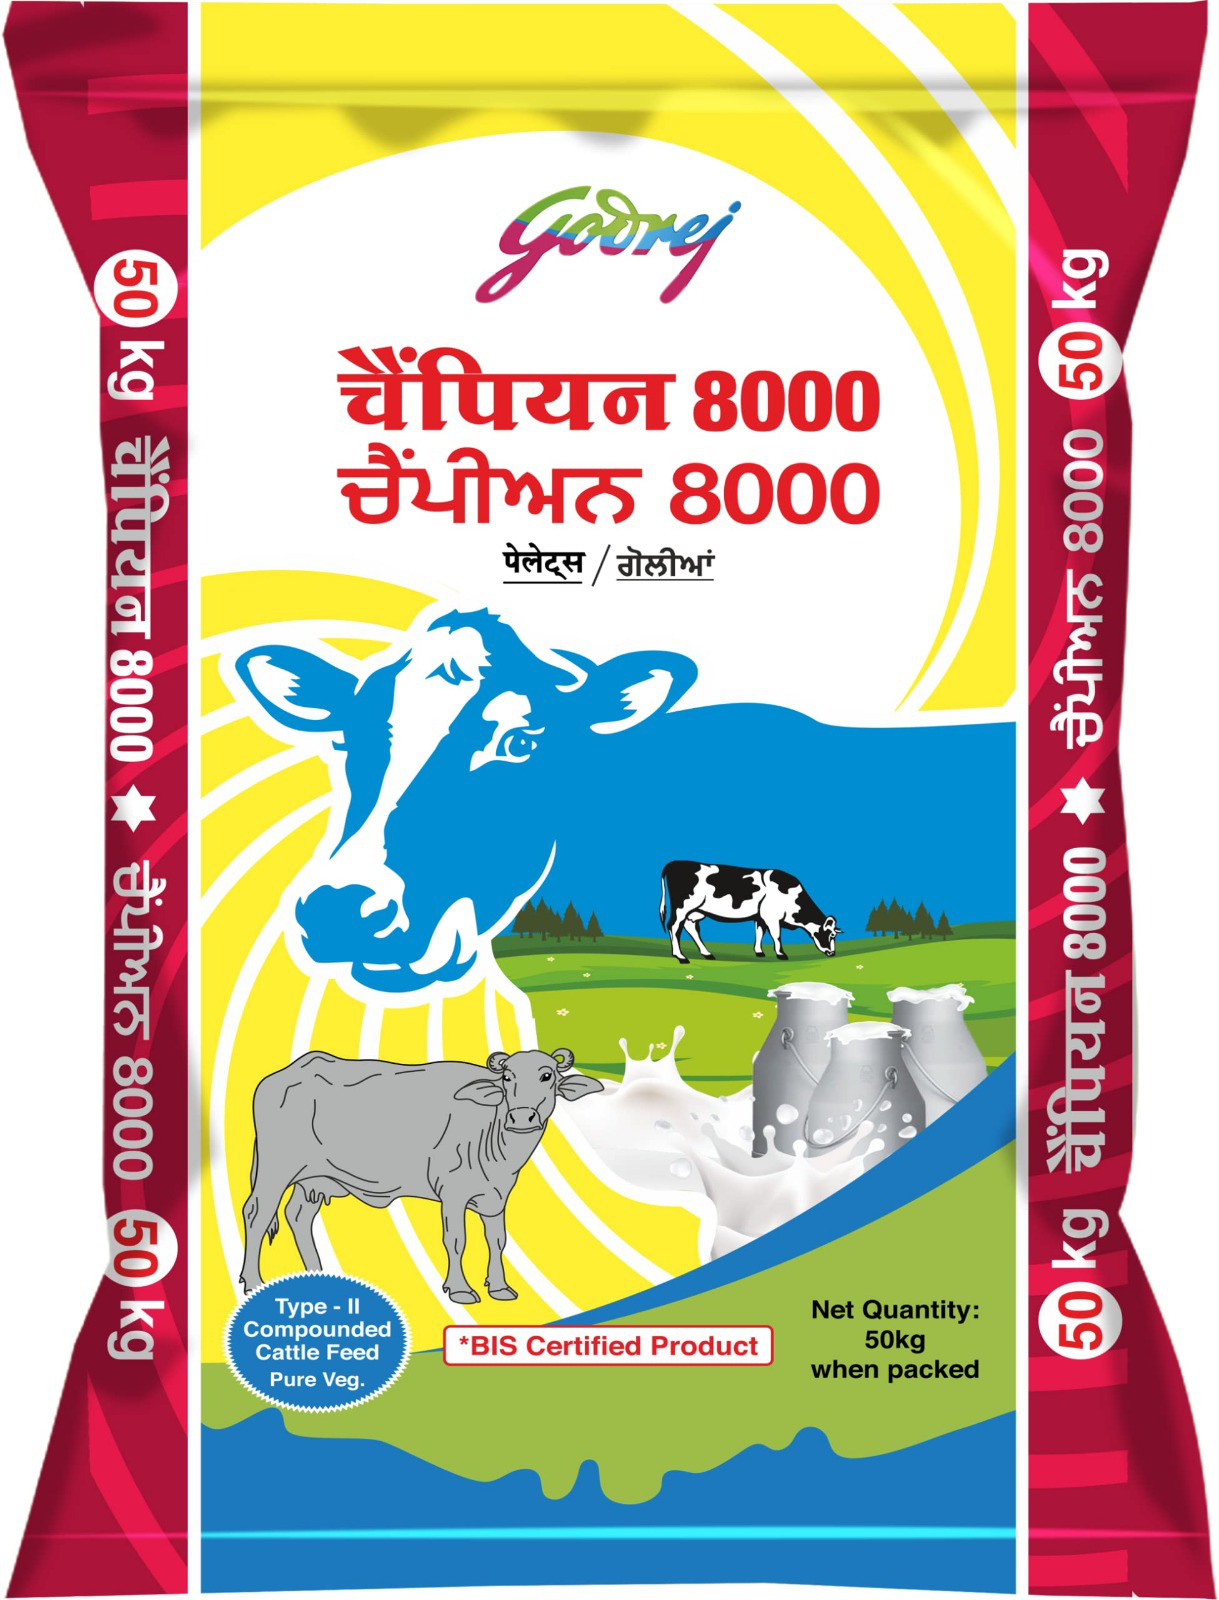 Godrej
चैंपियन 8000
ਚੈਂਪੀਅਨ 8000
पेलेट्स / ਗੋਲੀਆਂ
50 kg चैंपियन 8000 ਚੈਂਪੀਅਨ 8000 50 kg
50 kg चैंपियन 8000 ਚੈਂਪੀਅਨ 8000 50 kg
Type - II
Compounded
Cattle Feed
Pure Veg.
*BIS Certified Product
Net Quantity:
50kg
when packed